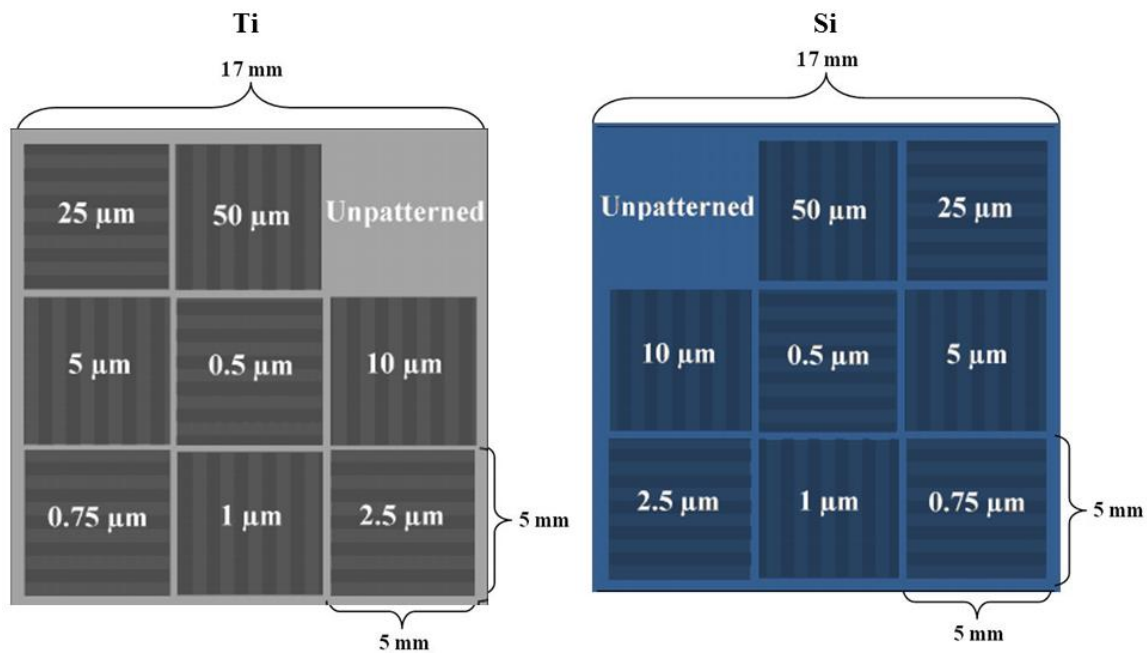 Ti
17 mm
25 µm
50 µm
Unpatterned
5 µm
0.5 µm
10 µm
0.75 µm
1 µm
2.5 µm
5 mm
5 mm
Si
17 mm
Unpatterned
50 µm
25 µm
10 µm
0.5 µm
5 µm
2.5 µm
1 µm
0.75 µm
5 mm
5 mm